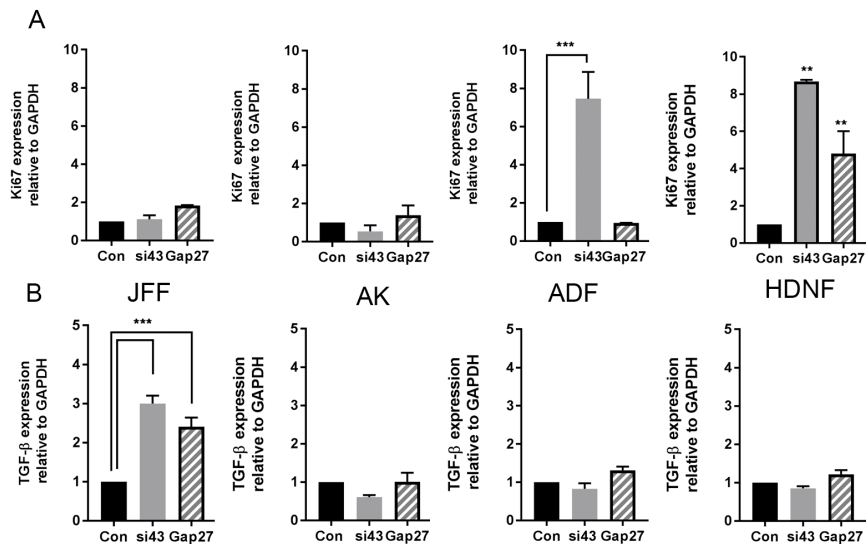 A
Ki67 expression
relative to GAPDH
10
8
6
4
2
0
Con si43 Gap27
Ki67 expression
relative to GAPDH
10
8
6
4
2
0
Con si43 Gap27
Ki67 expression
relative to GAPDH
10
8
6
4
2
0
***
Con si43 Gap27
Ki67 expression
relative to GAPDH
10
8
6
4
2
0
**
**
Con si43 Gap27
B
JFF
AK
ADF
HDNF
TGF-β expression
relative to GAPDH
5
4
3
2
1
0
***
Con si43 Gap27
TGF-β expression
relative to GAPDH
5
4
3
2
1
0
Con si43 Gap27
TGF-β expression
relative to GAPDH
5
4
3
2
1
0
Con si43 Gap27
TGF-β expression
relative to GAPDH
5
4
3
2
1
0
Con si43 Gap27